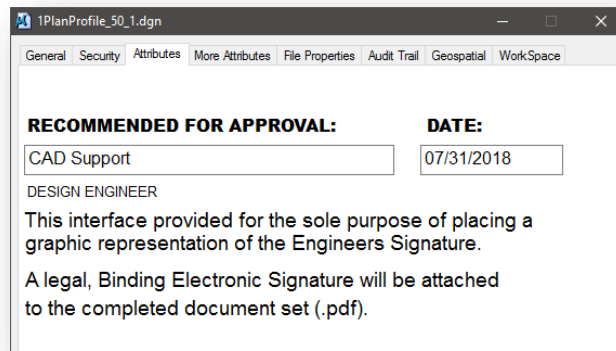 1PlanProfile_50_1.dgn
General Security Attributes More Attributes File Properties Audit Trail Geospatial WorkSpace
RECOMMENDED FOR APPROVAL: DATE:
CAD Support 07/31/2018
DESIGN ENGINEER
This interface provided for the sole purpose of placing a
graphic representation of the Engineers Signature.
A legal, Binding Electronic Signature will be attached
to the completed document set (.pdf).